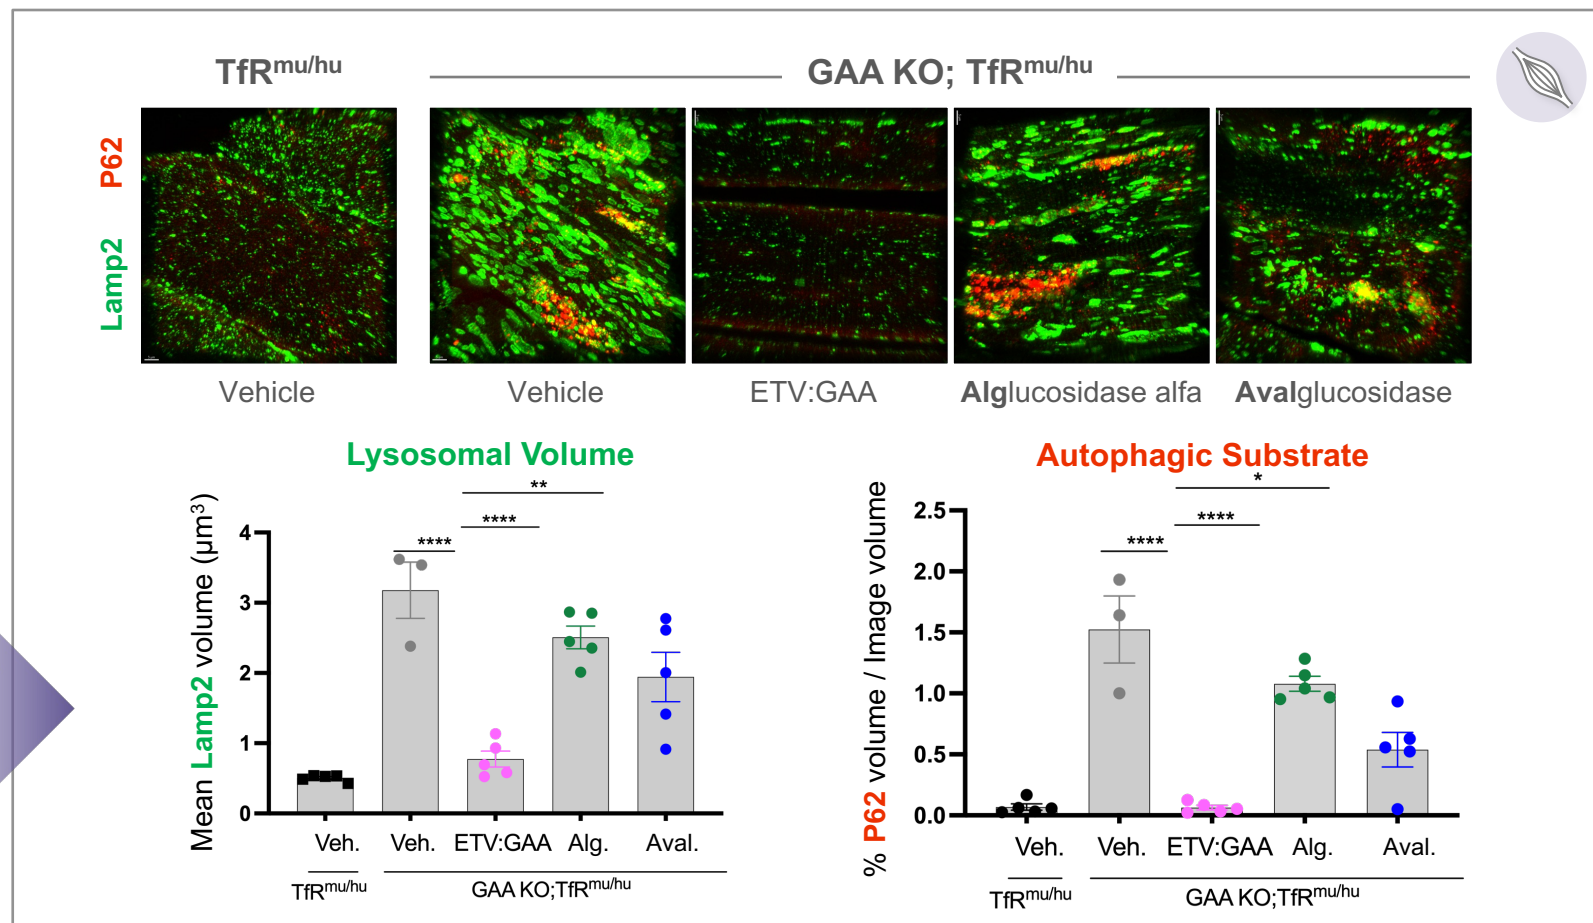 TfRmu/hu
GAA KO; TfRmu/hu
P62
Lamp2
Vehicle
Vehicle
ETV:GAA
Alglucosidase alfa
Avalglucosidase
Lysosomal Volume
Mean Lamp2 volume (µm3)
4
3
2
1
0
****
****
**
Veh.
Veh.
ETV:GAA
Alg.
Aval.
TfRmu/hu
GAA KO;TfRmu/hu
Autophagic Substrate
% P62 volume / Image volume
2.5
2.0
1.5
1.0
0.5
0.0
****
****
*
Veh.
Veh.
ETV:GAA
Alg.
Aval.
TfRmu/hu
GAA KO;TfRmu/hu